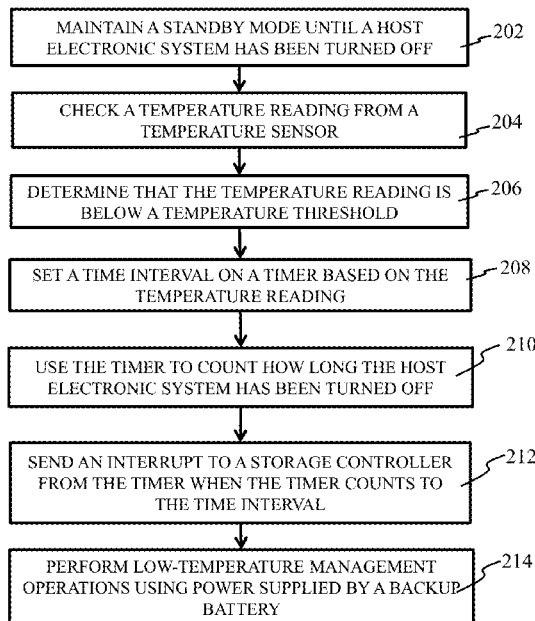 MAINTAIN A STANDBY MODE UNTIL A HOST
ELECTRONIC SYSTEM HAS BEEN TURNED OFF
202
CHECK A TEMPERATURE READING FROM A
TEMPERATURE SENSOR
204
DETERMINE THAT THE TEMPERATURE READING IS
BELOW A TEMPERATURE THRESHOLD
206
SET A TIME INTERVAL ON A TIMER BASED ON THE
TEMPERATURE READING
208
USE THE TIMER TO COUNT HOW LONG THE HOST
ELECTRONIC SYSTEM HAS BEEN TURNED OFF
210
SEND AN INTERRUPT TO A STORAGE CONTROLLER
FROM THE TIMER WHEN THE TIMER COUNTS TO
THE TIME INTERVAL
212
PERFORM LOW-TEMPERATURE MANAGEMENT
OPERATIONS USING POWER SUPPLIED BY A BACKUP
BATTERY
214